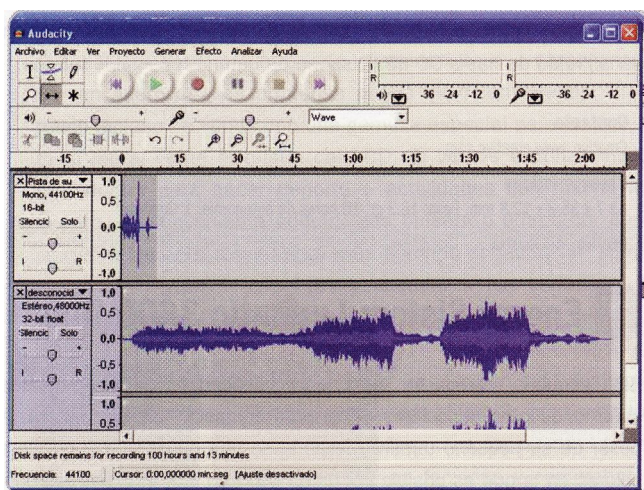 Audacity
Archivo Editar Ver Proyecto Generar Efecto Analizar Ayuda
I
R
-36 -24 -12 0
I
R
-36 -24 -12 0
- + - + Wave
-15 0 15 30 45 1:00 1:15 1:30 1:45 2:00
X Pista de au
Mono, 44100Hz
16-bit
Silencic Solo
- +
I R
1,0
0,0
-0,5
-1,0
X desconocid
Estéreo,48000Hz
32-bit float
Silencic Solo
- +
I R
1,0
0,5
0,0
-0,5
-1,0
1,0
0,5
Disk space remains for recording 100 hours and 13 minutes
Frecuencia: 44100 Cursor: 0:00,000000 min:seg [Ajuste desactivado]